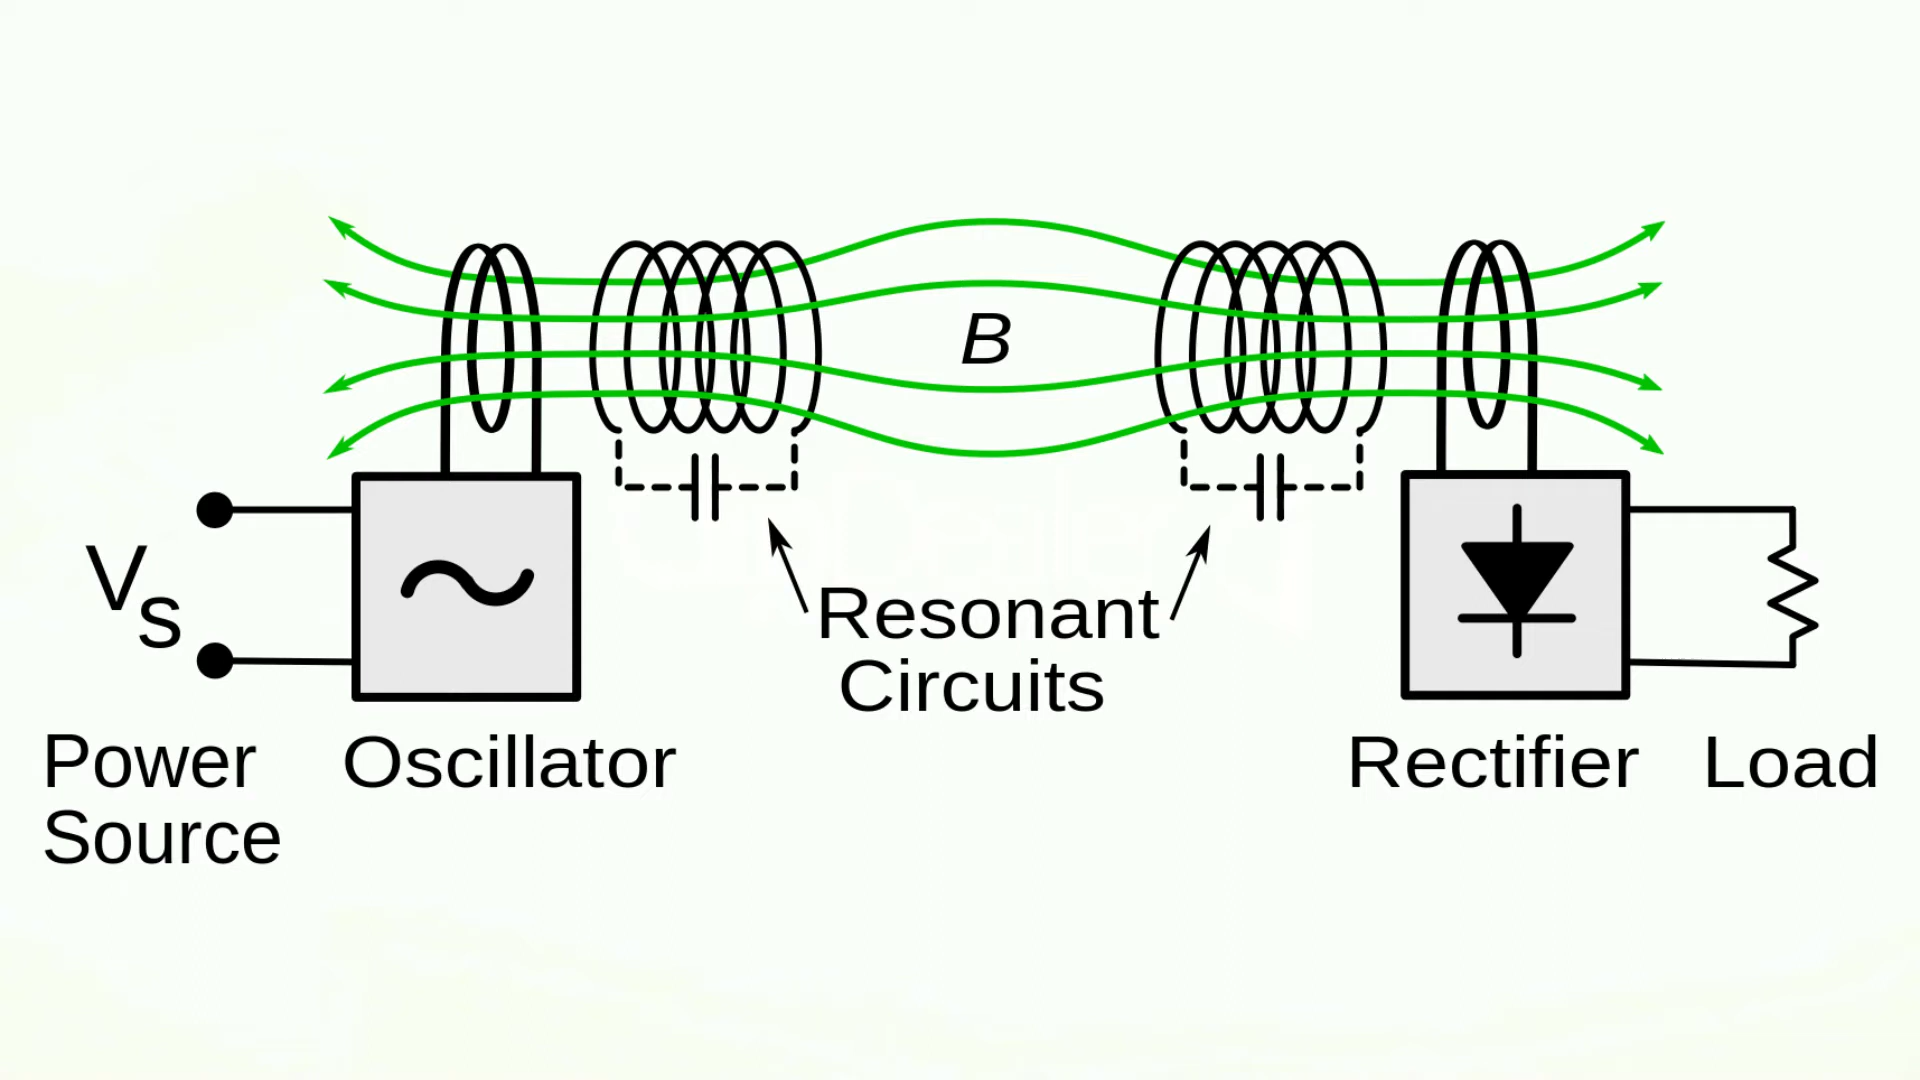 B
Vs
Resonant
Circuits
Power
Source
Oscillator
Rectifier
Load